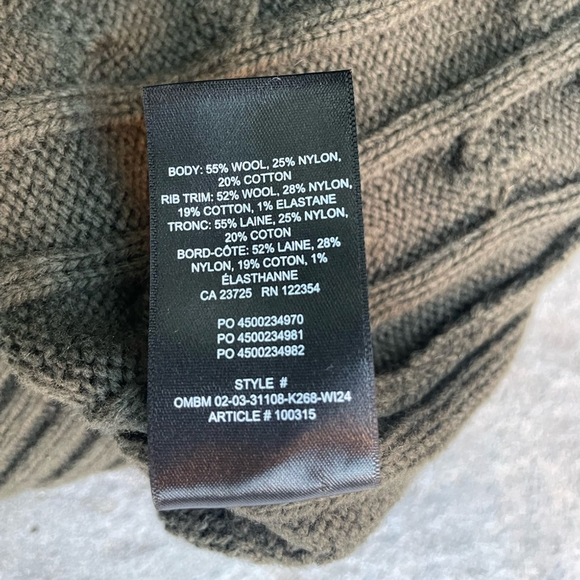 BODY: 55% WOOL, 25% NYLON,
20% COTTON
RIB TRIM: 52% WOOL, 28% NYLON,
19% COTTON, 1% ELASTANE
TRONC: 55% LAINE, 25% NYLON,
20% COTON
BORD-CÔTE: 52% LAINE, 28%
NYLON, 19% COTON, 1%
ÉLASTHANNE
CA 23725 RN 122354
PO 4500234970
PO 4500234981
PO 4500234982
STYLE #
OMBM 02-03-31108-K268-WI24
ARTICLE # 100315